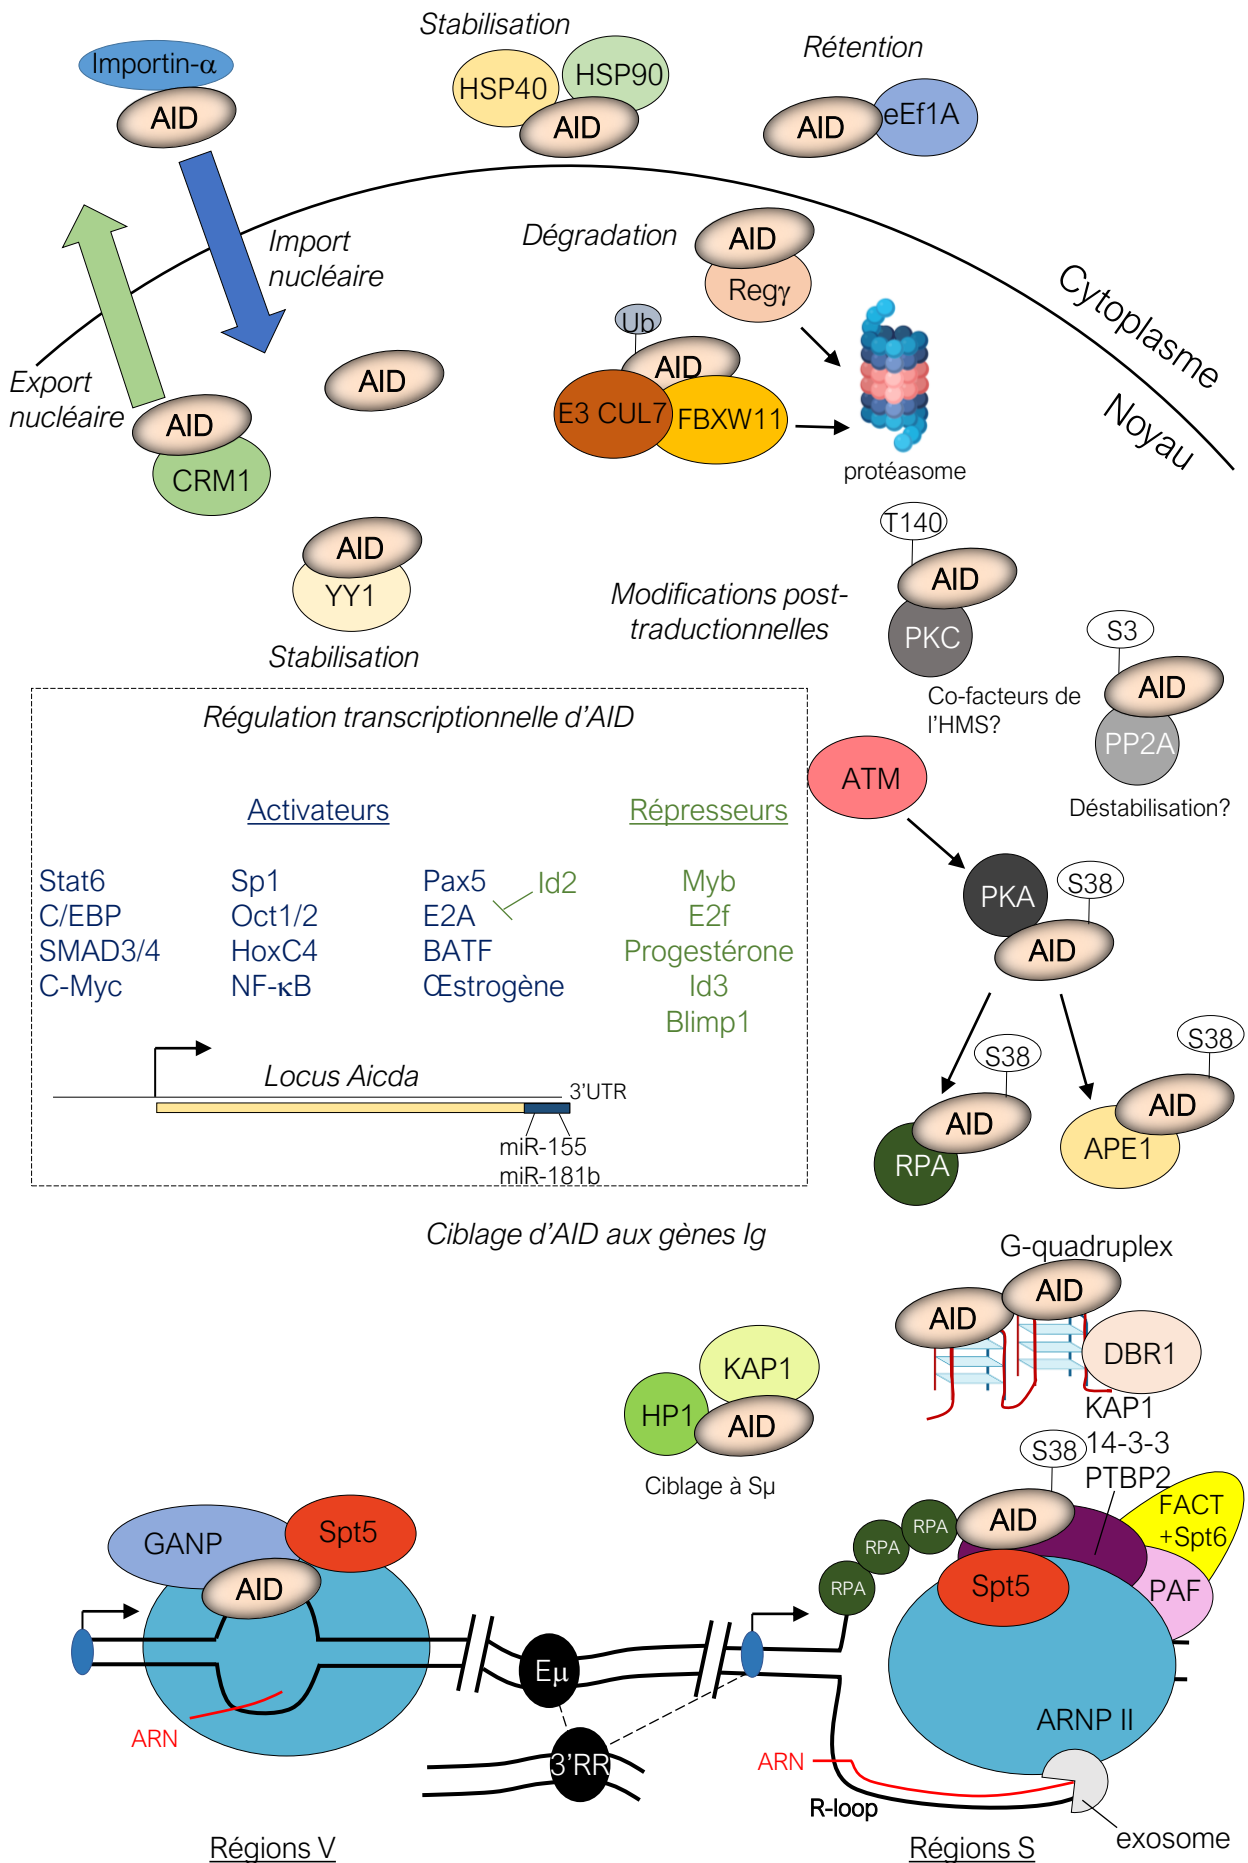 Stabilisation
Rétention
Importin-α
AID
HSP40
HSP90
AID
AID
eEf1A
Import
nucléaire
Dégradation
AID
Regγ
Cytoplasme
Noyau
Export
nucléaire
AID
CRM1
AID
Ub
AID
E3 CUL7
FBXW11
protéasome
AID
YY1
Stabilisation
Modifications post-
traductionnelles
T140
AID
PKC
Co-facteurs de
l'HMS?
S3
AID
PP2A
Déstabilisation?
Régulation transcriptionnelle d'AID
Activateurs
Répresseurs
Stat6
C/EBP
SMAD3/4
C-Myc
Sp1
Oct1/2
HoxC4
NF-κB
Pax5
E2A
BATF
Œstrogène
Id2
Myb
E2f
Progestérone
Id3
Blimp1
Locus Aicda
3'UTR
miR-155
miR-181b
ATM
PKA
S38
AID
S38
AID
RPA
S38
AID
APE1
Ciblage d'AID aux gènes Ig
G-quadruplex
AID
AID
DBR1
KAP1
HP1
AID
Ciblage à Sμ
KAP1
14-3-3
PTBP2
S38
AID
FACT
+Spt6
PAF
RPA
RPA
RPA
Spt5
ARNP II
GANP
Spt5
AID
ARN
Eμ
3'RR
ARN
R-loop
exosome
Régions V
Régions S